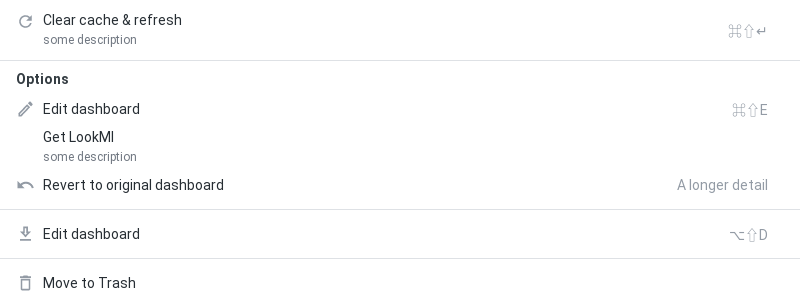 Clear cache & refresh ⌘⇧↵
some description
Options
Edit dashboard ⌘⇧E
Get LookMl
some description
Revert to original dashboard A longer detail
Edit dashboard ⌥⇧D
Move to Trash